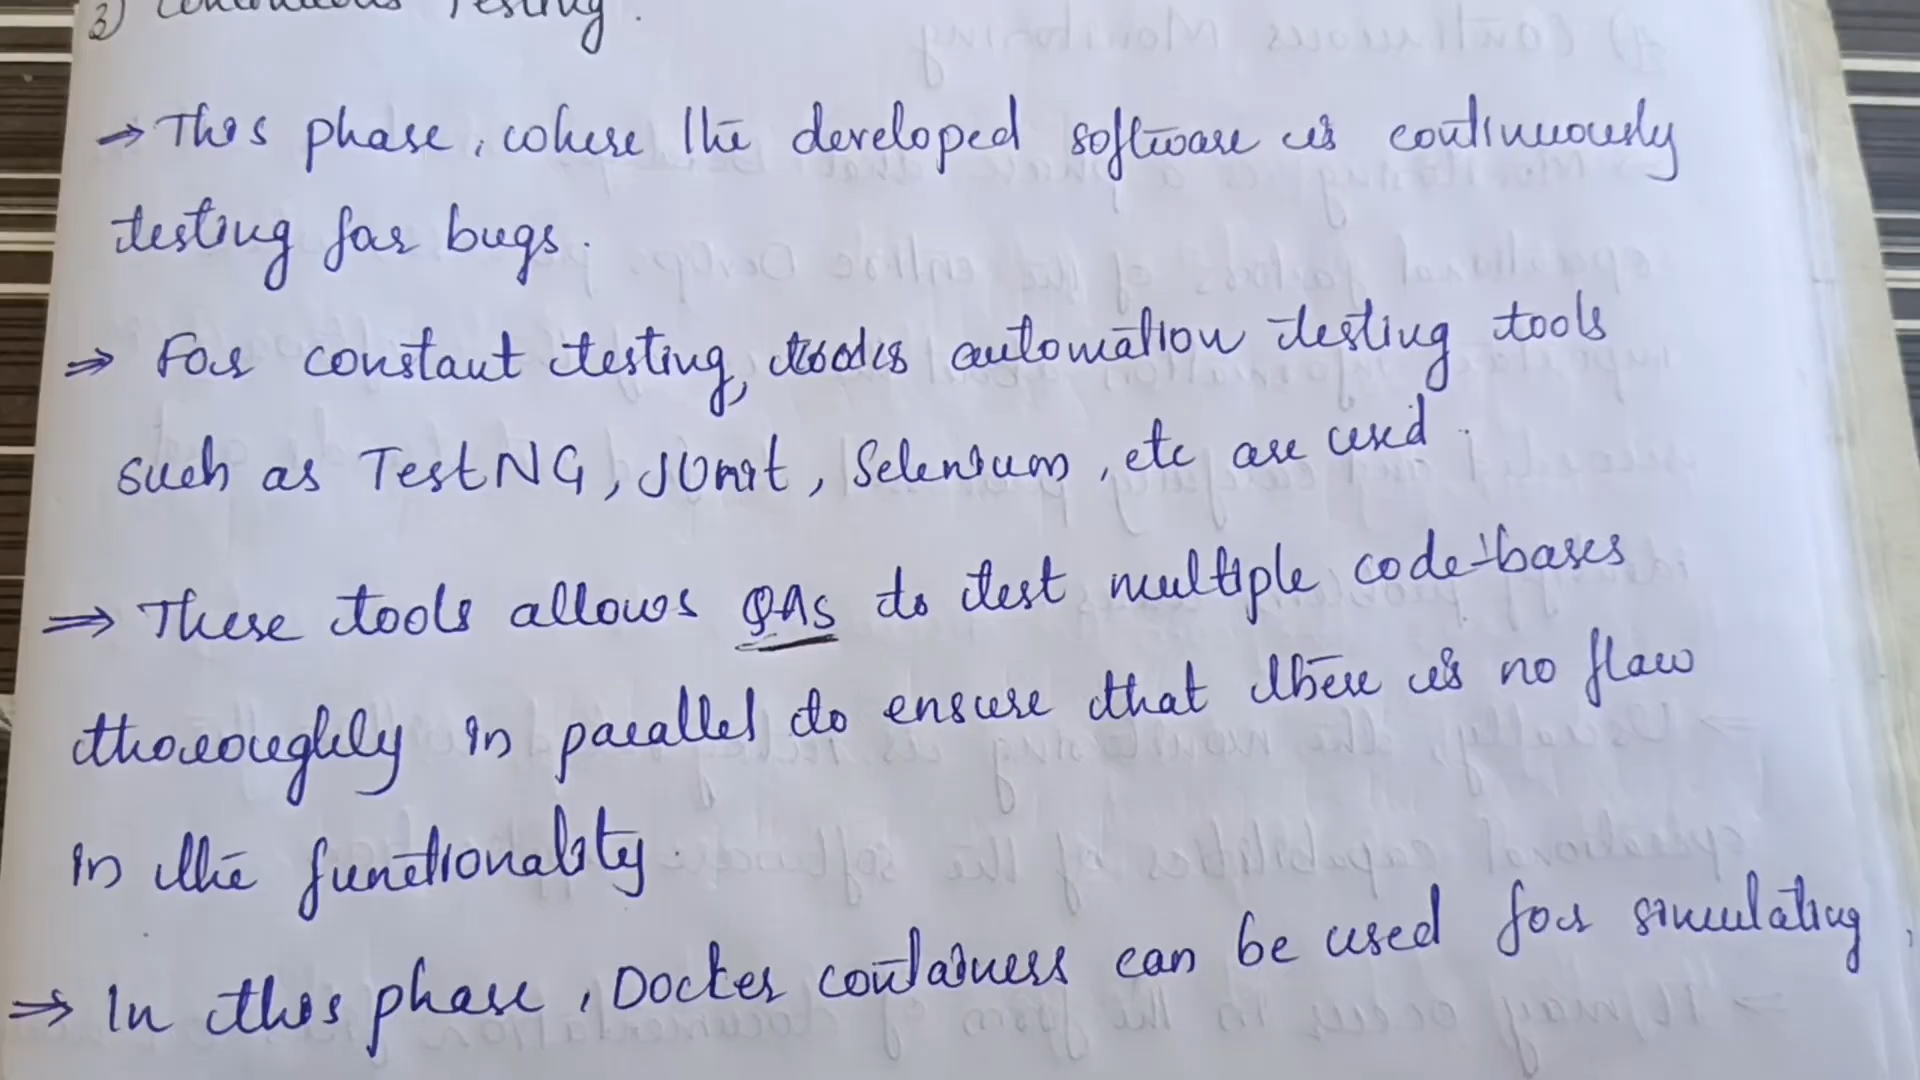 3) Continuous Testing.
→ This phase, where the developed software is continuously
testing for bugs.
⇒ For constant testing, automation testing tools
such as TestNG, JUnit, Selenium, etc are used.
⇒ These tools allows QAs to test multiple code-bases
thoroughly in parallel to ensure that there is no flaw
in the functionality.
⇒ In this phase, Docker containers can be used for simulating